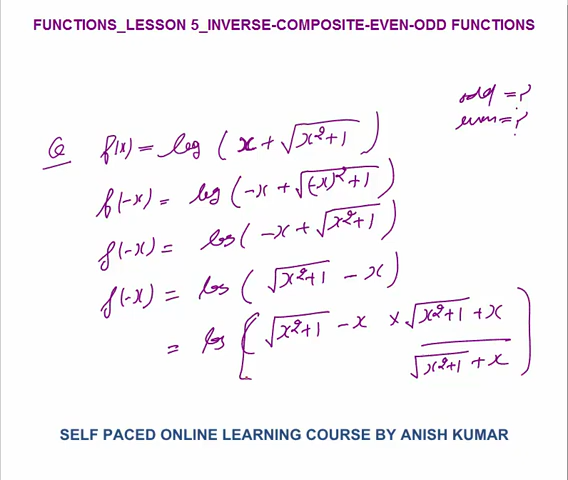 FUNCTIONS_LESSON 5_INVERSE-COMPOSITE-EVEN-ODD FUNCTIONS
odd = ?
even = ?
Q f(x) = log ( x + √(x²+1) )
f(-x) = log ( -x + √((-x)²+1) )
f(-x) = log ( -x + √(x²+1) )
f(-x) = log ( √(x²+1) - x )
= log ( √(x²+1) - x × (√(x²+1) + x) / (√(x²+1) + x) )
SELF PACED ONLINE LEARNING COURSE BY ANISH KUMAR